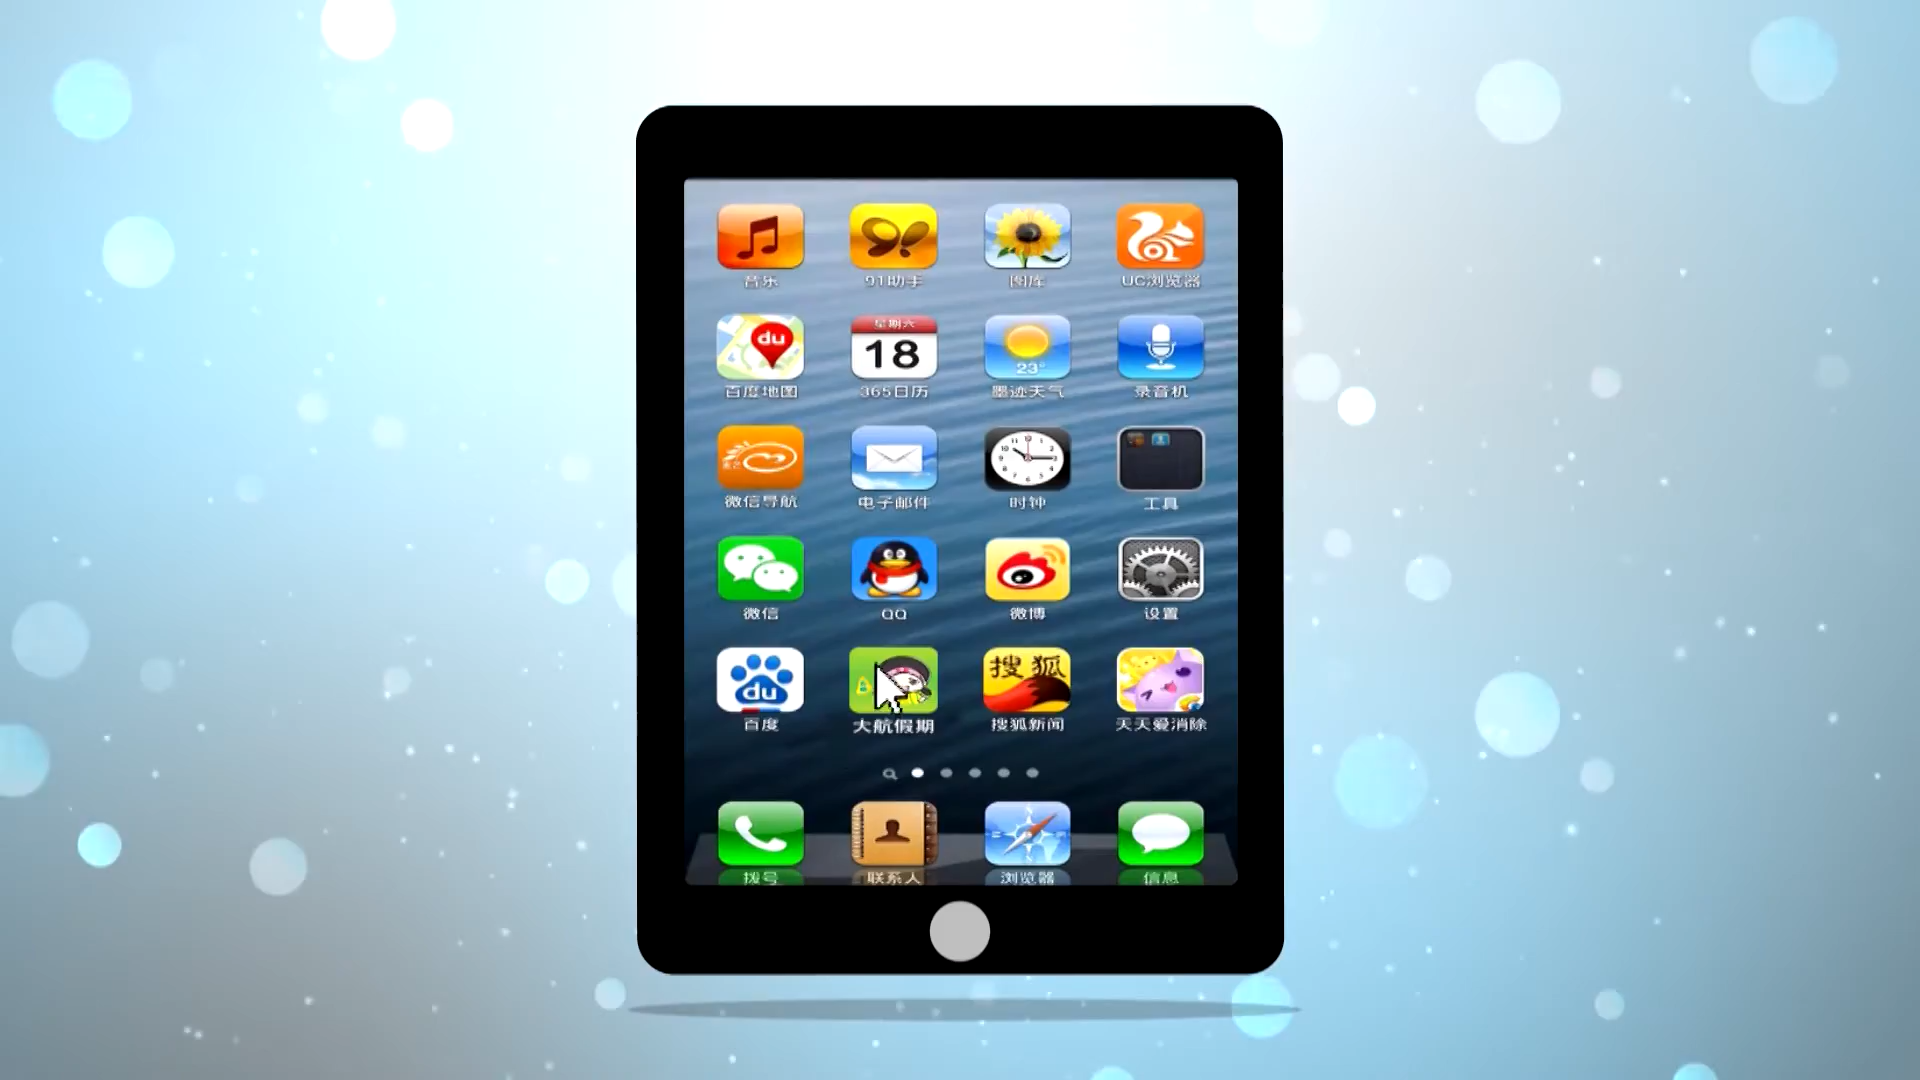 音乐
91助手
图库
UC浏览器
du
星期六
18
23°
百度地图
365日历
墨迹天气
录音机
微信导航
电子邮件
时钟
工具
微信
QQ
微博
设置
du
搜狐
百度
大航假期
搜狐新闻
天天爱消除
拨号
联系人
浏览器
信息